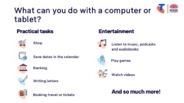 What can you do with a computer or
tablet?
Practical tasks
Shop
Save dates in the calendar
Banking
Writing letters
Booking travel or tickets
Entertainment
Listen to music, podcasts
and audiobooks
Play games
Watch videos
And so much more!